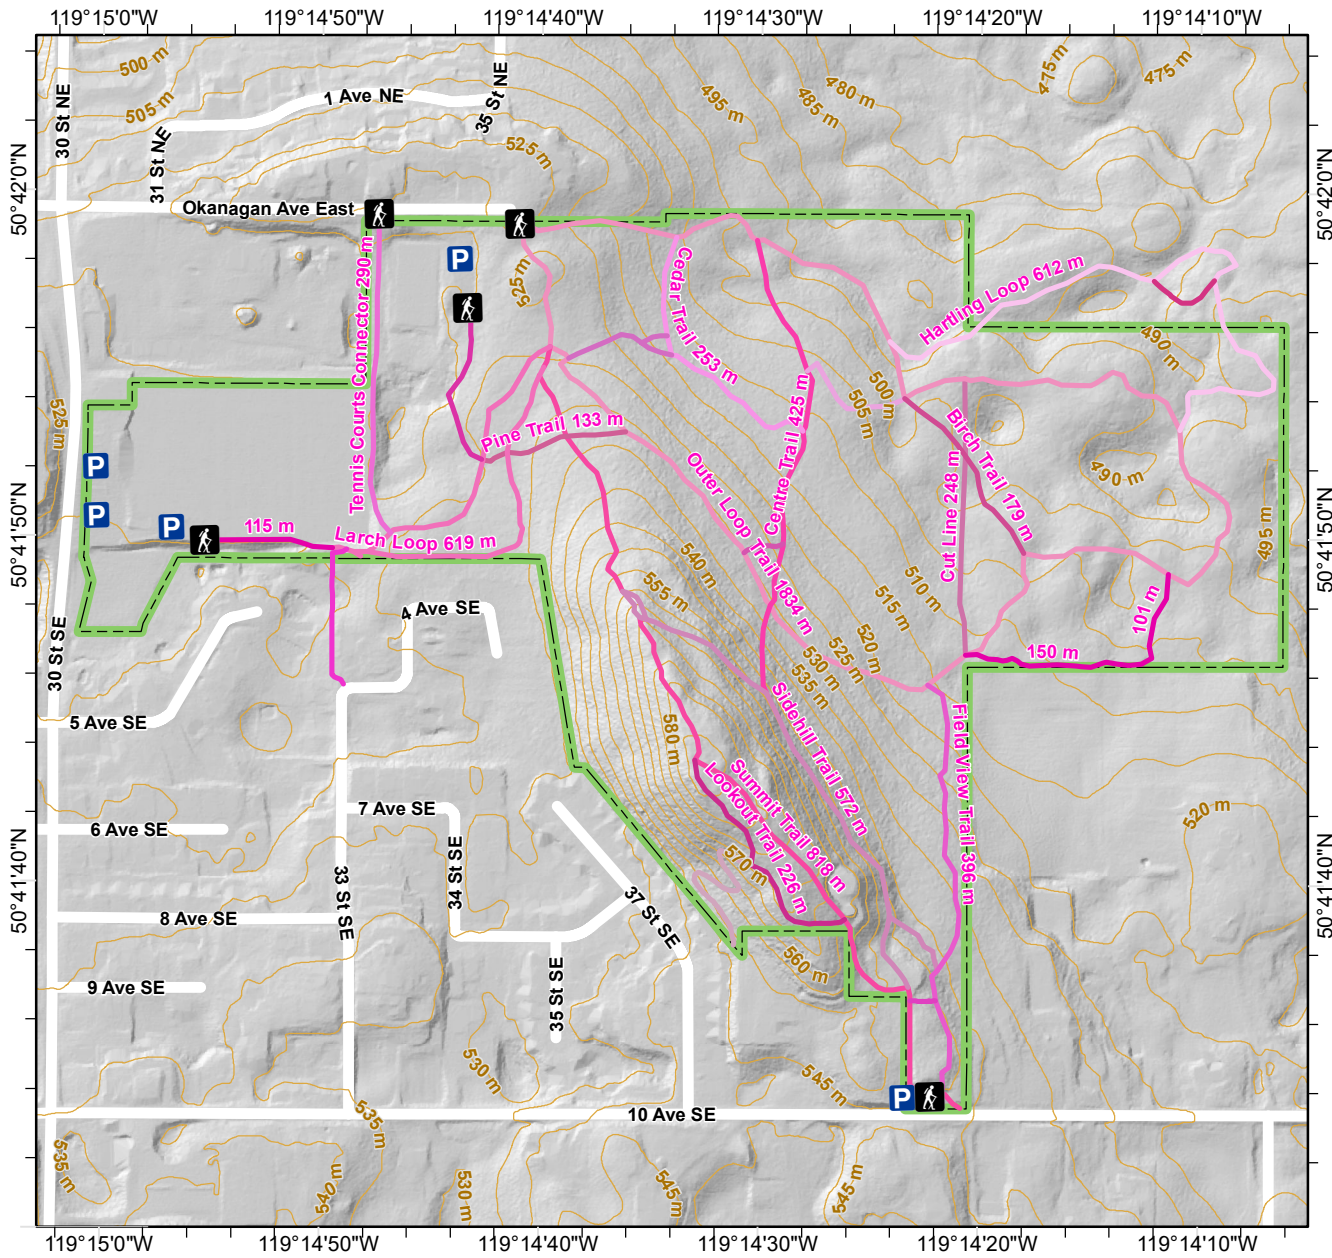 119°15'0"W
119°14'50"W
119°14'40"W
119°14'30"W
119°14'20"W
119°14'10"W
50°42'0"N
50°41'50"N
50°41'40"N
50°42'0"N
50°41'50"N
50°41'40"N
500 m
505 m
1 Ave NE
35 St NE
30 St NE
31 St NE
525 m
495 m
485 m
480 m
475 m
475 m
Okanagan Ave East
P
525 m
Tennis Courts Connector 290 m
Cedar Trail 253 m
Hartling Loop 612 m
490 m
500 m
505 m
525 m
Pine Trail 133 m
Centre Trail 425 m
Outer Loop Trail 1834 m
Birch Trail 179 m
Cut Line 248 m
490 m
495 m
P
P
P
115 m
Larch Loop 619 m
540 m
555 m
510 m
515 m
520 m
525 m
530 m
535 m
101 m
150 m
4 Ave SE
30 St SE
5 Ave SE
580 m
Sidehill Trail 572 m
Field View Trail 396 m
Summit Trail 818 m
Lookout Trail 226 m
570 m
520 m
6 Ave SE
7 Ave SE
34 St SE
33 St SE
8 Ave SE
37 St SE
9 Ave SE
35 St SE
560 m
530 m
545 m
P
10 Ave SE
535 m
535 m
540 m
530 m
545 m
545 m
119°15'0"W
119°14'50"W
119°14'40"W
119°14'30"W
119°14'20"W
119°14'10"W